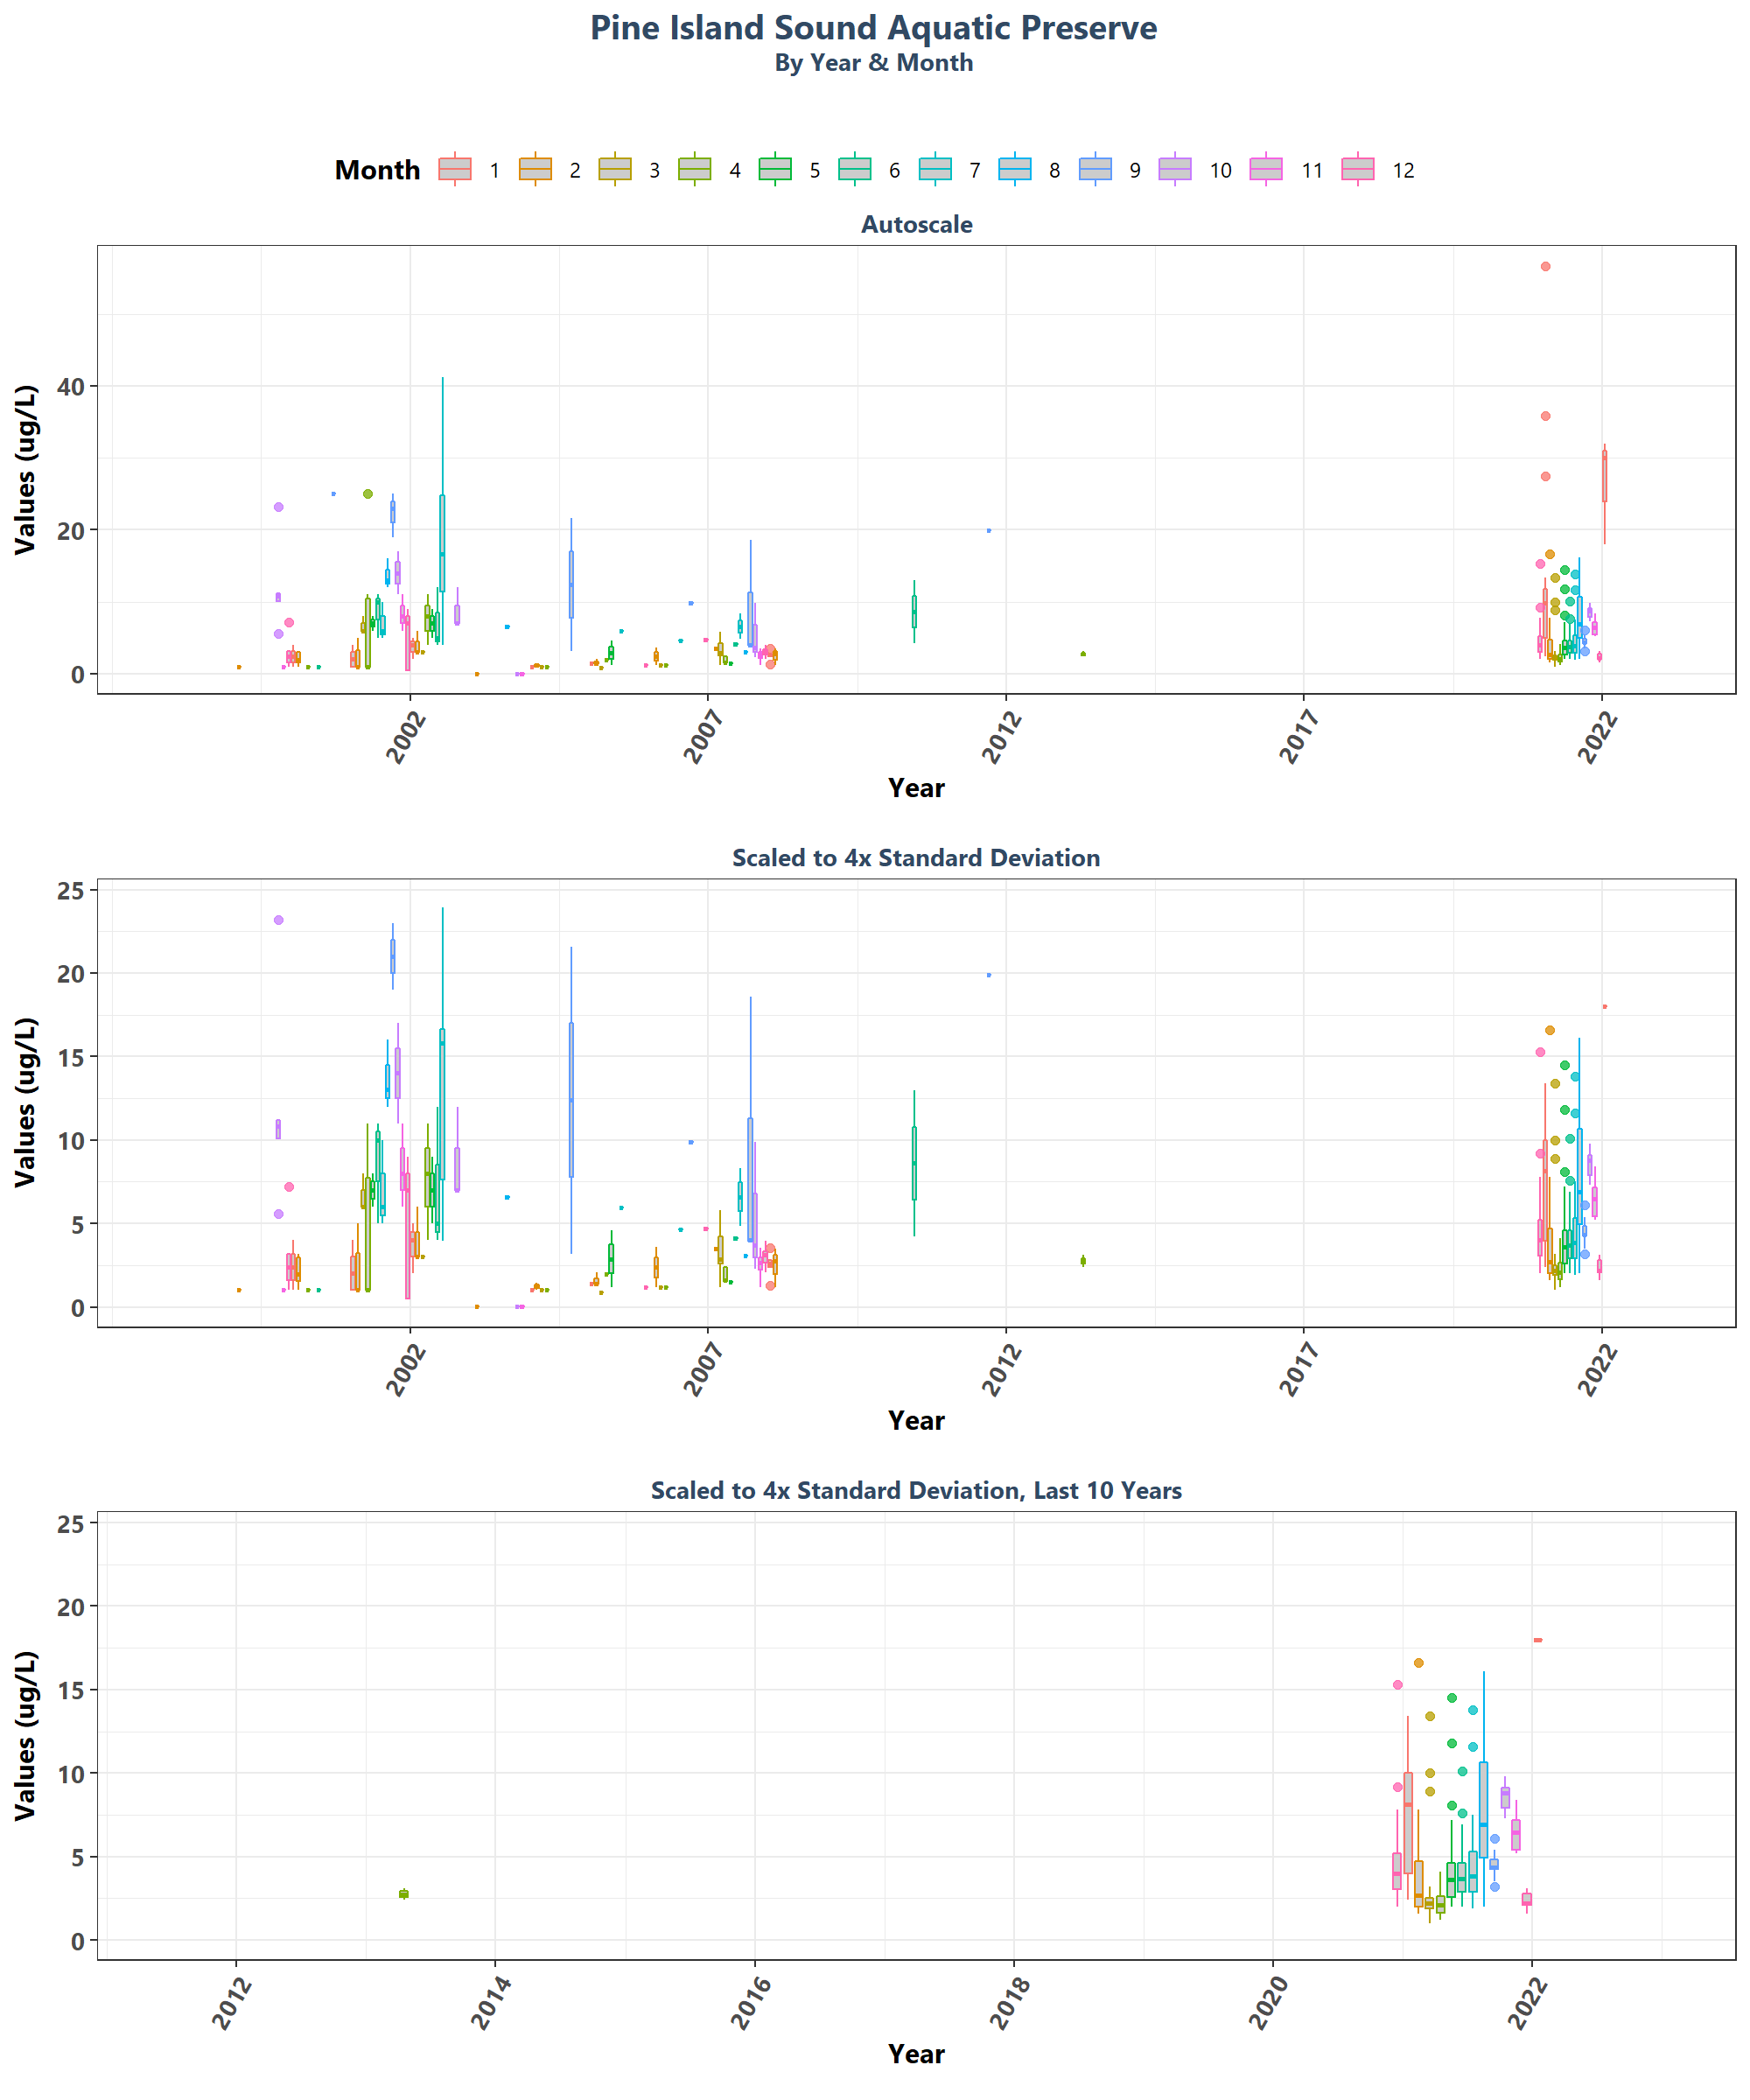 Pine Island Sound Aquatic Preserve
By Year & Month
Month 1 2 3 4 5 6 7 8 9 10 11 12
Autoscale
Values (ug/L)
40
20
0
2002 2007 2012 2017 2022
Year
Scaled to 4x Standard Deviation
Values (ug/L)
25
20
15
10
5
0
2002 2007 2012 2017 2022
Year
Scaled to 4x Standard Deviation, Last 10 Years
Values (ug/L)
25
20
15
10
5
0
2012 2014 2016 2018 2020 2022
Year